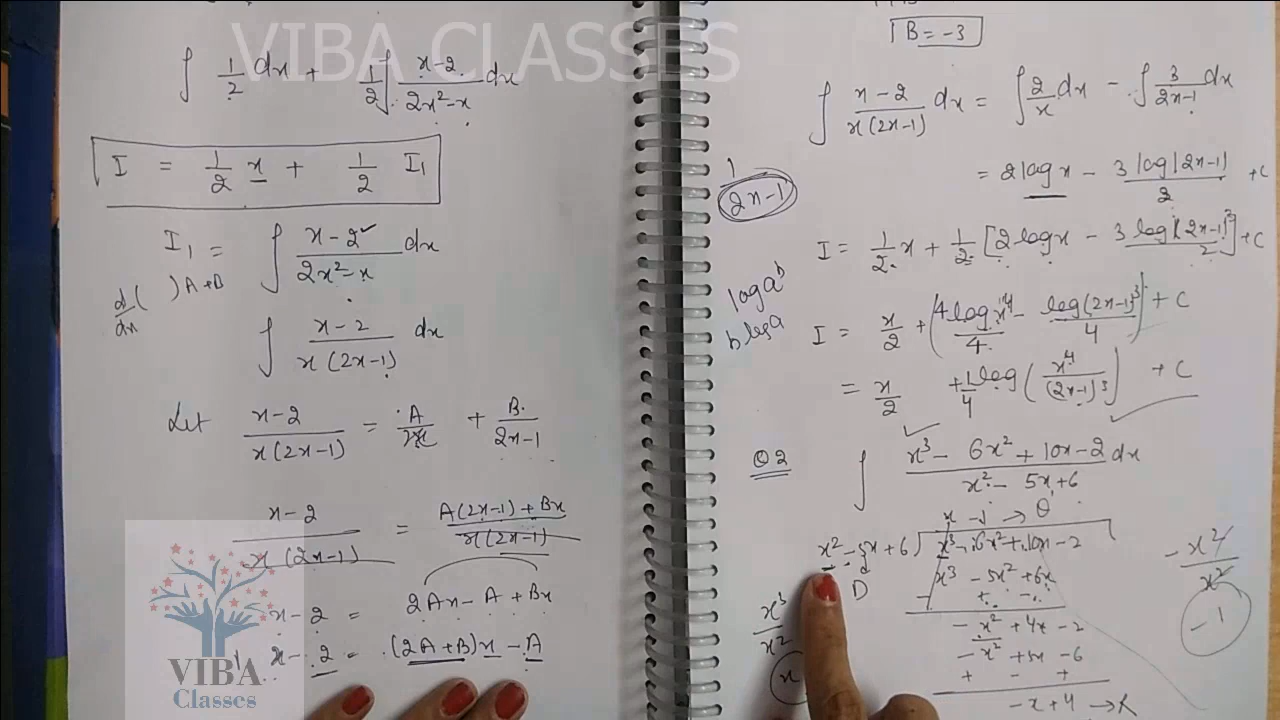 VIBA CLASSES
∫ 1/2 dx + 1/2 ∫ x-2/2x²-x dx
I = 1/2 x + 1/2 I₁
I₁ = ∫ x-2/2x²-x dx
d/dx ( ) A+B
∫ x-2/x(2x-1) dx
Let x-2/x(2x-1) = A/x + B/2x-1
x-2/x(2x-1) = A(2x-1)+Bx/x(2x-1)
x-2 = 2Ax-A+Bx
1 x-2 = (2A+B)x-A
VIBA
Classes
B = -3
∫ x-2/x(2x-1) dx = ∫ 2/x dx - ∫ 3/2x-1 dx
= 2 log x - 3 log|2x-1|/2 + C
1/2x-1
I = 1/2 x + 1/2 [2 log x - 3 log(2x-1)/2] + C
log aᵇ
b log a
I = x/2 + (4 log x/4 - log(2x-1)³/4) + C
= x/2 + 1/4 log (x⁴/(2x-1)³) + C
Q2 ∫ x³ - 6x² + 10x - 2/x² - 5x + 6 dx
x - 1 → Q
x² - 5x + 6 ) x³ - 6x² + 10x - 2
D
x³ - 5x² + 6x
- + -
- x² + 4x - 2
- x² + 5x - 6
+ - +
- x + 4 → R
x³/x²
x
-x²/x²
-1